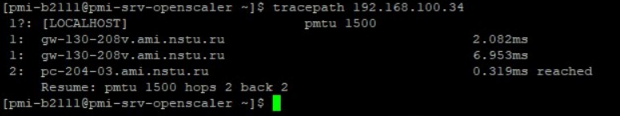 [pmi-b2111@pmi-srv-openscaler ~]$ tracepath 192.168.100.34
1?: [LOCALHOST] pmtu 1500
1: gw-130-208v.ami.nstu.ru 2.082ms
1: gw-130-208v.ami.nstu.ru 6.953ms
2: pc-204-03.ami.nstu.ru 0.319ms reached
Resume: pmtu 1500 hops 2 back 2
[pmi-b2111@pmi-srv-openscaler ~]$